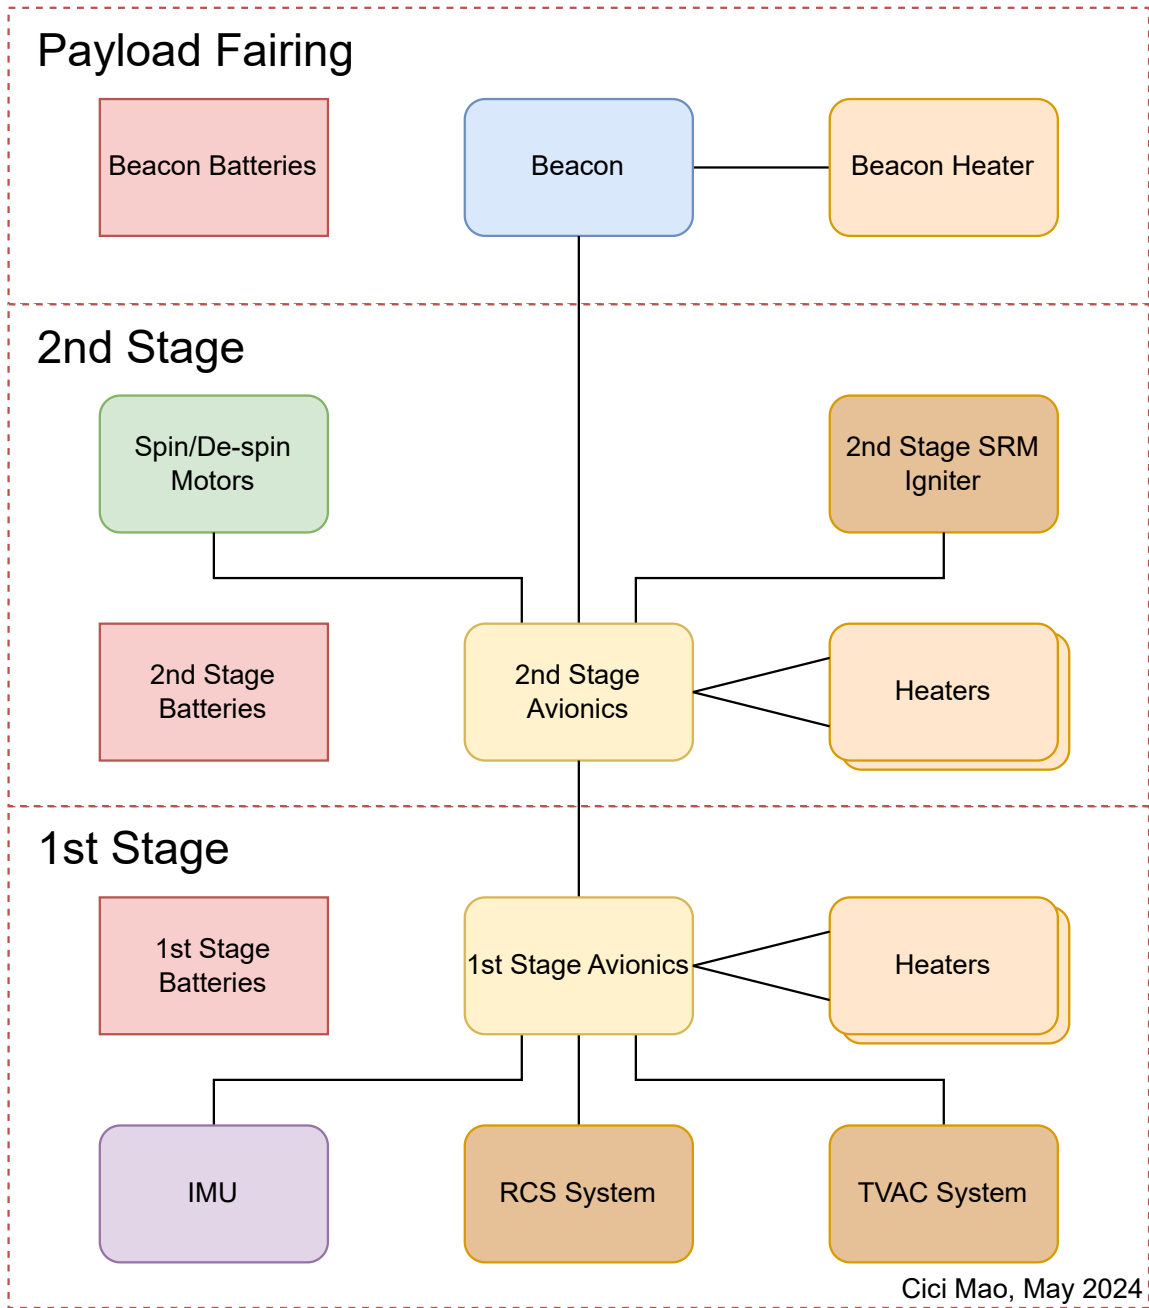 Payload Fairing
Beacon Batteries
Beacon
Beacon Heater
2nd Stage
Spin/De-spin
Motors
2nd Stage SRM
Igniter
2nd Stage
Batteries
2nd Stage
Avionics
Heaters
1st Stage
1st Stage
Batteries
1st Stage Avionics
Heaters
IMU
RCS System
TVAC System
Cici Mao, May 2024